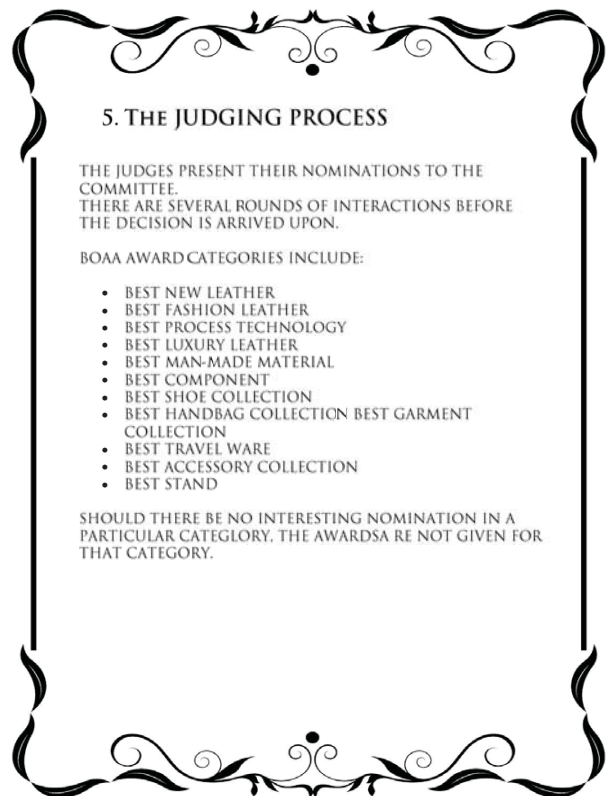 5. The JUDGING PROCESS
THE JUDGES PRESENT THEIR NOMINATIONS TO THE
COMMITTEE.
THERE ARE SEVERAL ROUNDS OF INTERACTIONS BEFORE
THE DECISION IS ARRIVED UPON.
BOAA AWARD CATEGORIES INCLUDE:
• BEST NEW LEATHER
• BEST FASHION LEATHER
• BEST PROCESS TECHNOLOGY
• BEST LUXURY LEATHER
• BEST MAN-MADE MATERIAL
• BEST COMPONENT
• BEST SHOE COLLECTION
• BEST HANDBAG COLLECTION BEST GARMENT
COLLECTION
• BEST TRAVEL WARE
• BEST ACCESSORY COLLECTION
• BEST STAND
SHOULD THERE BE NO INTERESTING NOMINATION IN A
PARTICULAR CATEGLORY, THE AWARDSA RE NOT GIVEN FOR
THAT CATEGORY.